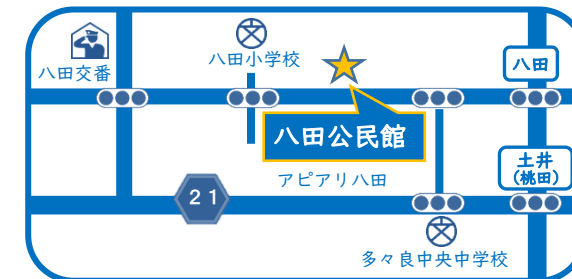 八田交番
八田小学校
八田
八田公民館
土井
（桃田）
アピアリ八田
21
多々良中央中学校